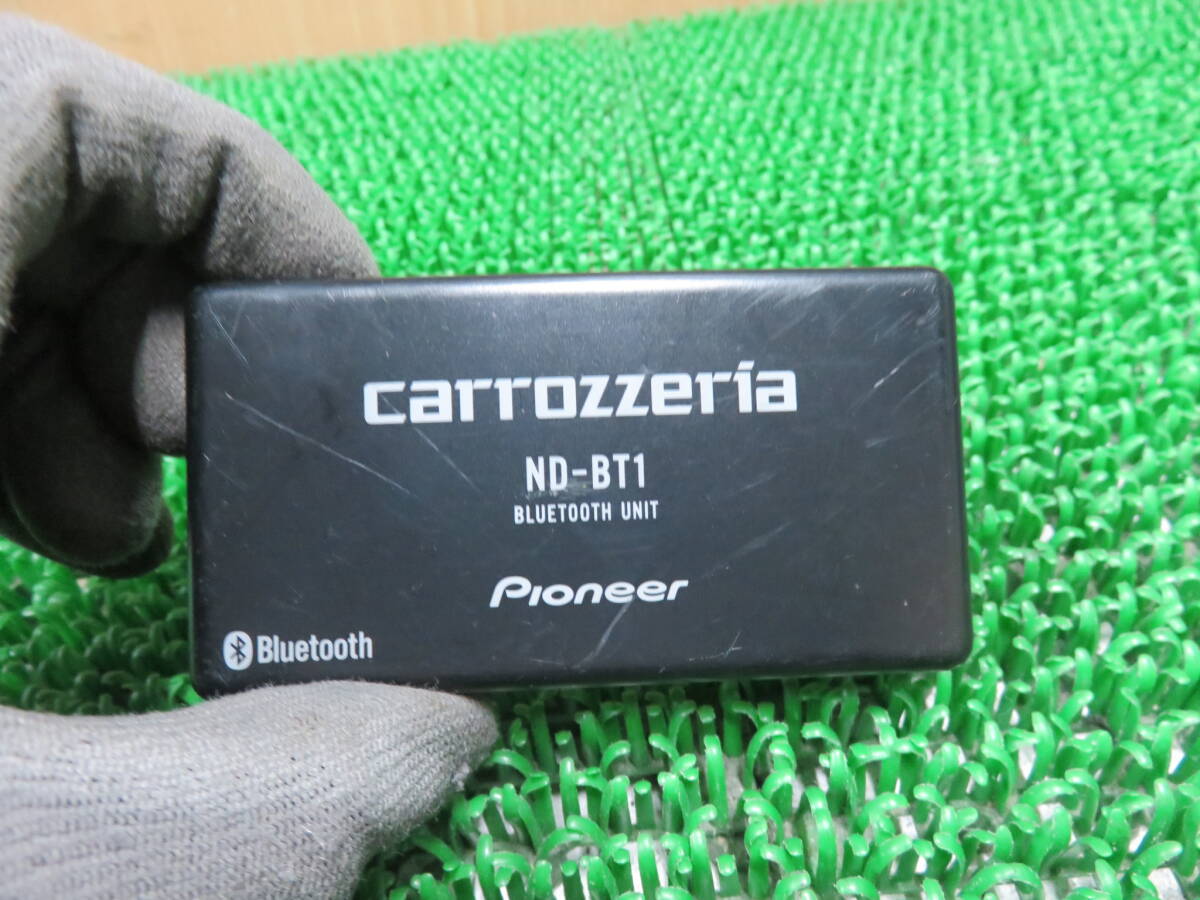 carrozzeria
ND-BT1
BLUETOOTH UNIT
Pioneer
Bluetooth